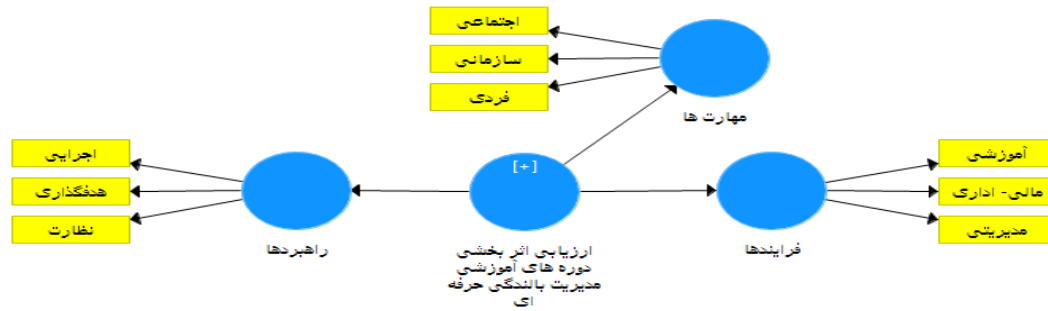 اجتماعی
سازمانی
فردی
مهارت ها
اجرایی
هدفگذاری
نظارت
راهبردها
[+]
ارزیابی اثر بخشی
دوره های آموزشی
مدیریت بالندگی حرفه
ای
آموزشی
مالی- اداری
مدیریتی
فرایندها